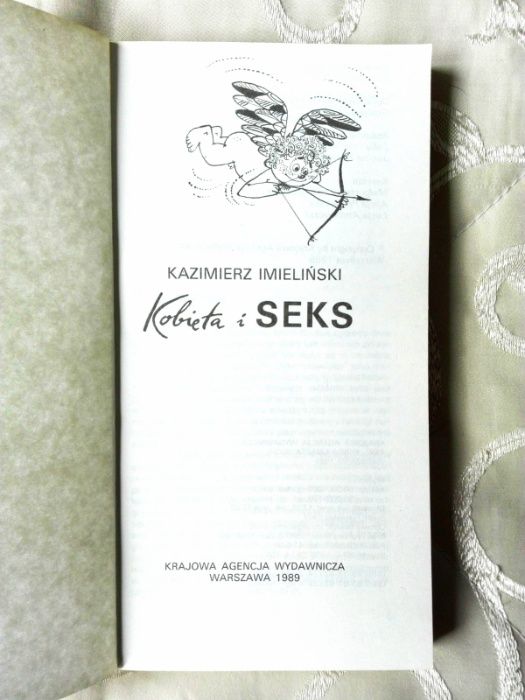 KAZIMIERZ IMIELIŃSKI
Kobieta i SEKS
KRAJOWA AGENCJA WYDAWNICZA
WARSZAWA 1989